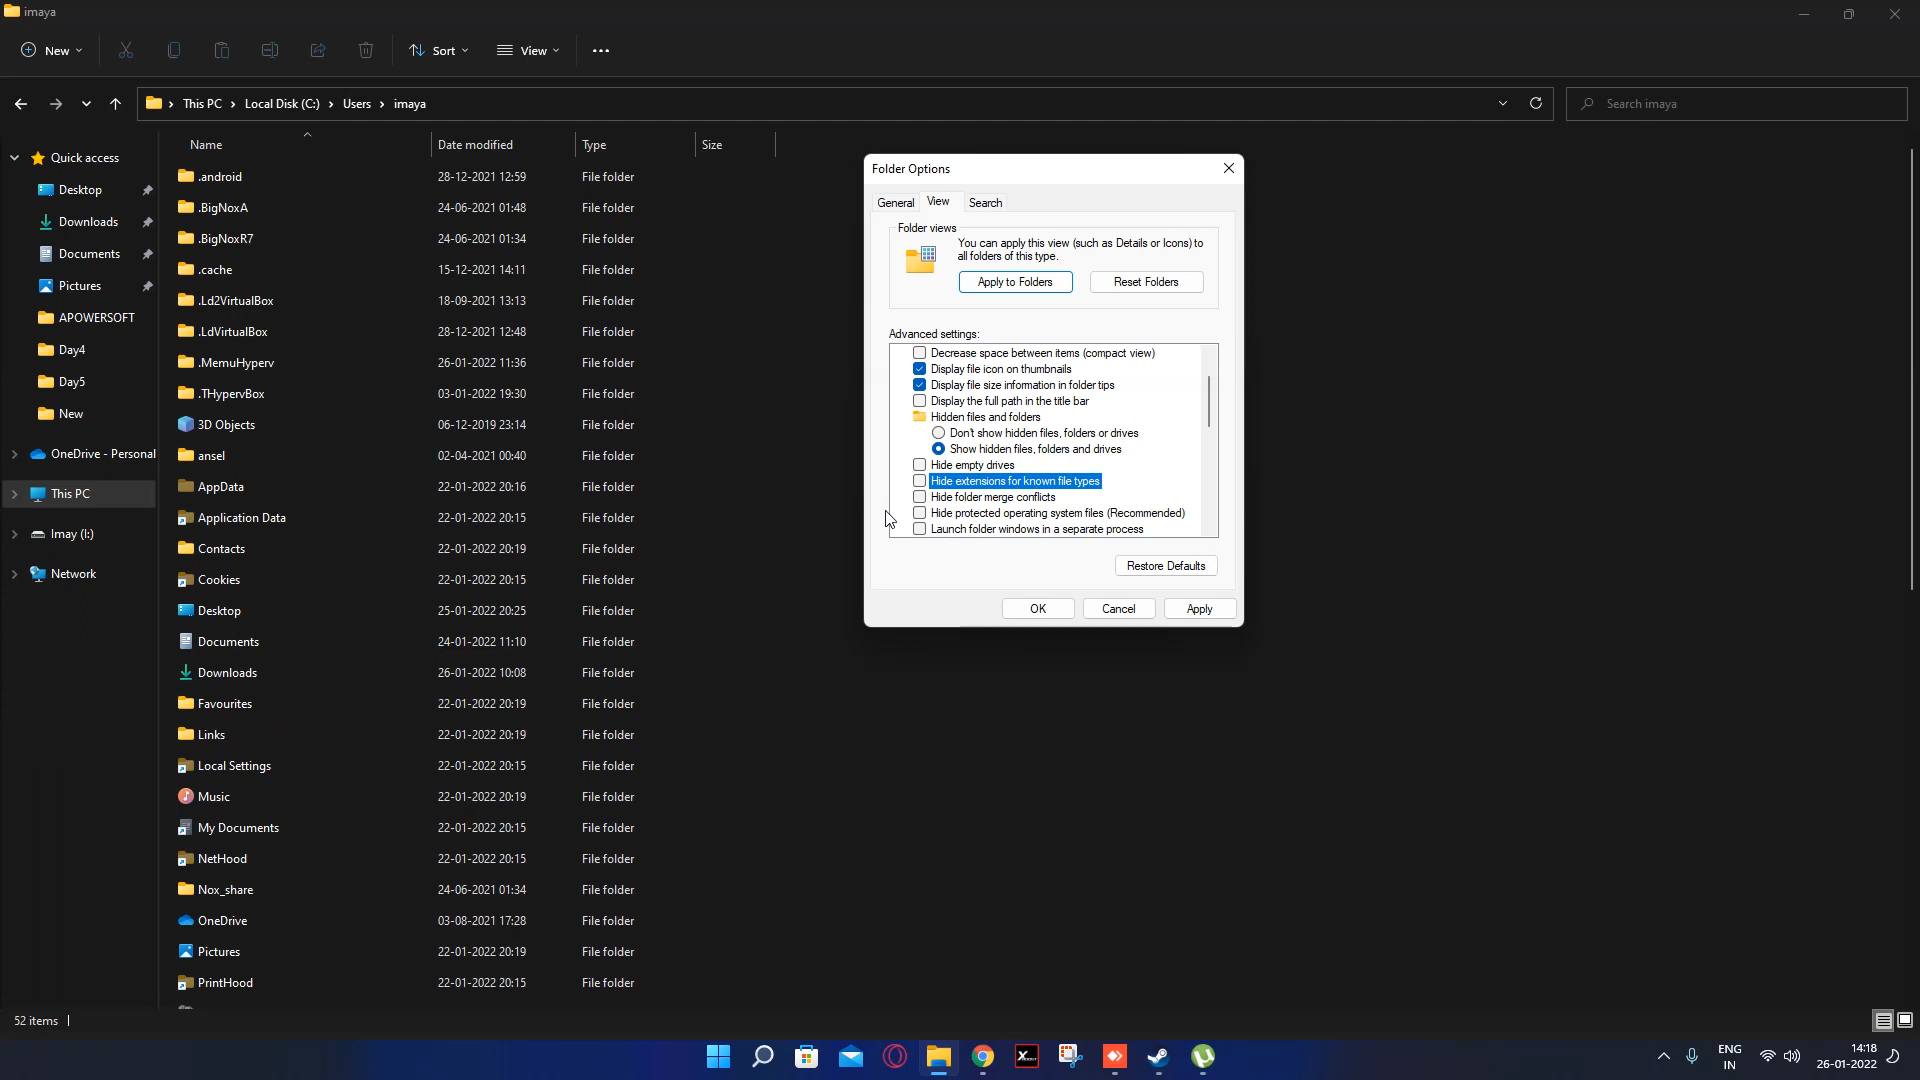 imaya
New
Sort
View
This PC
Local Disk (C:)
Users
imaya
Search imaya
Name
Date modified
Type
Size
Quick access
Desktop
Downloads
Documents
Pictures
APOWERSOFT
Day4
Day5
New
OneDrive - Personal
This PC
Imay (I:)
Network
.android 28-12-2021 12:59 File folder
.BigNoxA 24-06-2021 01:48 File folder
.BigNoxR7 24-06-2021 01:34 File folder
.cache 15-12-2021 14:11 File folder
.Ld2VirtualBox 18-09-2021 13:13 File folder
.LdVirtualBox 28-12-2021 12:48 File folder
.MemuHyperv 26-01-2022 11:36 File folder
.THypervBox 03-01-2022 19:30 File folder
3D Objects 06-12-2019 23:14 File folder
ansel 02-04-2021 00:40 File folder
AppData 22-01-2022 20:16 File folder
Application Data 22-01-2022 20:15 File folder
Contacts 22-01-2022 20:19 File folder
Cookies 22-01-2022 20:15 File folder
Desktop 25-01-2022 20:25 File folder
Documents 24-01-2022 11:10 File folder
Downloads 26-01-2022 10:08 File folder
Favourites 22-01-2022 20:19 File folder
Links 22-01-2022 20:19 File folder
Local Settings 22-01-2022 20:15 File folder
Music 22-01-2022 20:19 File folder
My Documents 22-01-2022 20:15 File folder
NetHood 22-01-2022 20:15 File folder
Nox_share 24-06-2021 01:34 File folder
OneDrive 03-08-2021 17:28 File folder
Pictures 22-01-2022 20:19 File folder
PrintHood 22-01-2022 20:15 File folder
Folder Options
General
View
Search
Folder views
You can apply this view (such as Details or Icons) to
all folders of this type.
Apply to Folders
Reset Folders
Advanced settings:
Decrease space between items (compact view)
Display file icon on thumbnails
Display file size information in folder tips
Display the full path in the title bar
Hidden files and folders
Don't show hidden files, folders or drives
Show hidden files, folders and drives
Hide empty drives
Hide extensions for known file types
Hide folder merge conflicts
Hide protected operating system files (Recommended)
Launch folder windows in a separate process
Restore Defaults
OK
Cancel
Apply
52 items
ENG
IN
14:18
26-01-2022